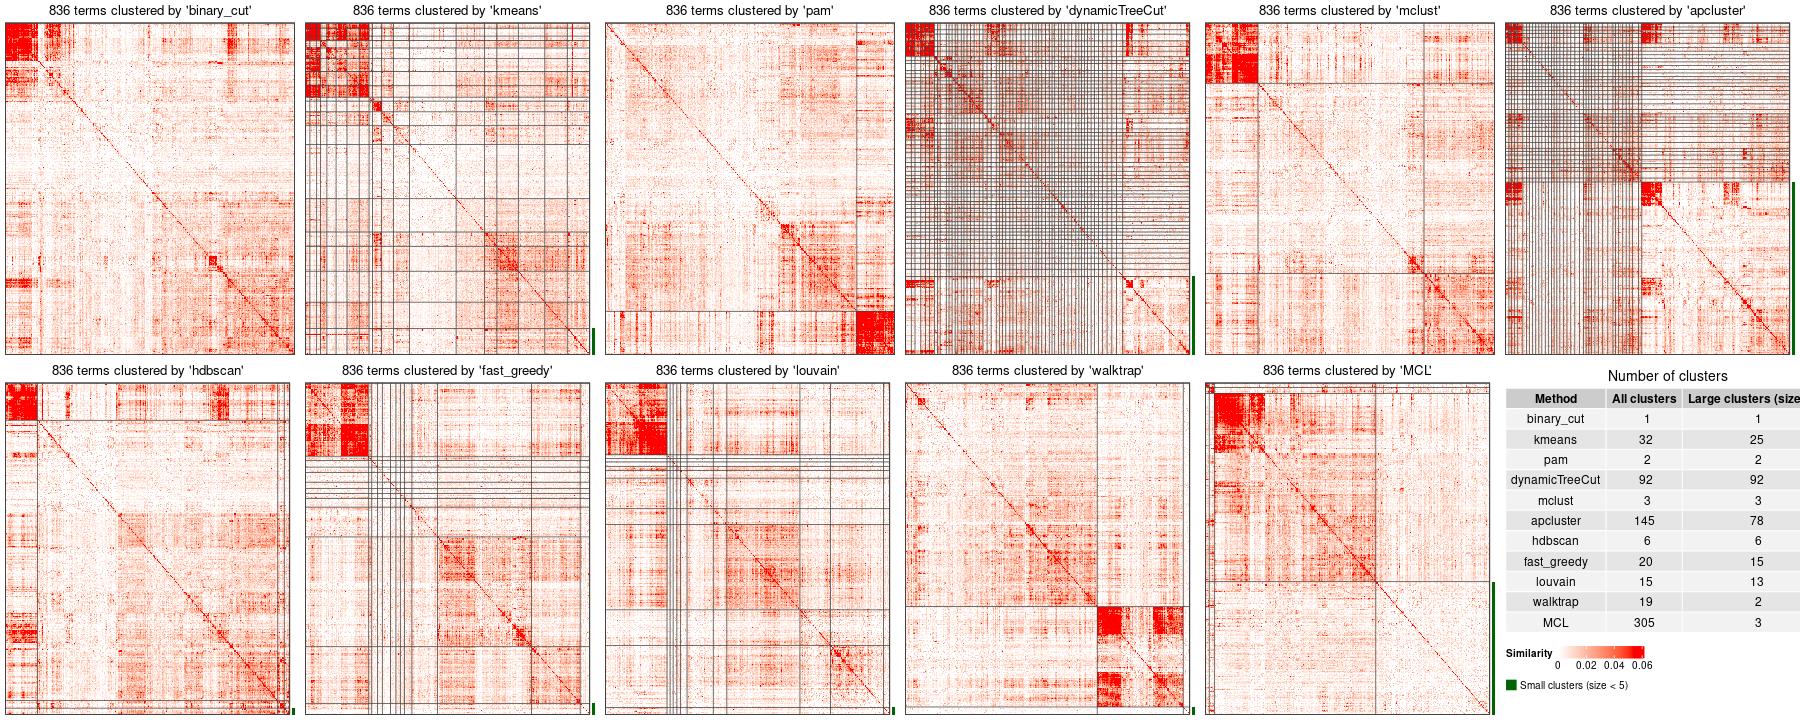 836 terms clustered by 'binary_cut'
836 terms clustered by 'kmeans'
836 terms clustered by 'pam'
836 terms clustered by 'dynamicTreeCut'
836 terms clustered by 'mclust'
836 terms clustered by 'apcluster'
836 terms clustered by 'hdbscan'
836 terms clustered by 'fast_greedy'
836 terms clustered by 'louvain'
836 terms clustered by 'walktrap'
836 terms clustered by 'MCL'
Number of clusters
Method All clusters Large clusters (size
binary_cut 1 1
kmeans 32 25
pam 2 2
dynamicTreeCut 92 92
mclust 3 3
apcluster 145 78
hdbscan 6 6
fast_greedy 20 15
louvain 15 13
walktrap 19 2
MCL 305 3
Similarity
0 0.02 0.04 0.06
Small clusters (size < 5)